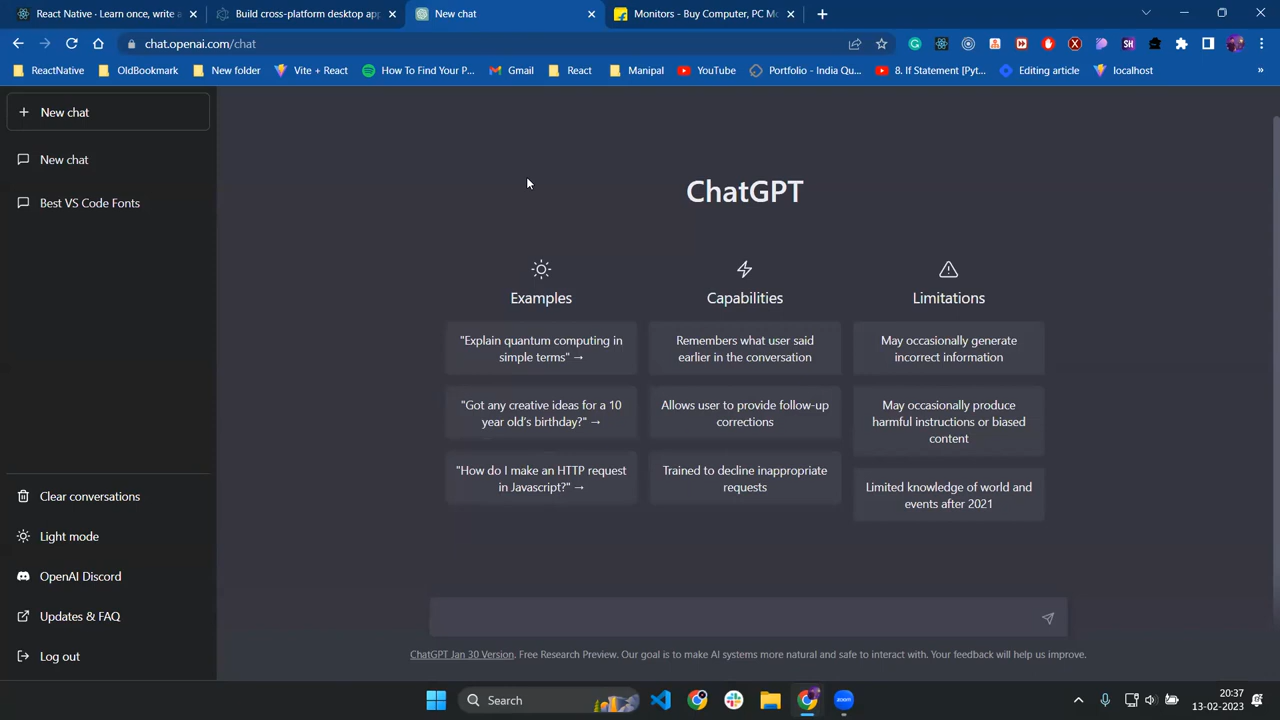 React Native - Learn once, write a
Build cross-platform desktop app
New chat
Monitors - Buy Computer, PC Mo
chat.openai.com/chat
ReactNative
OldBookmark
New folder
Vite + React
How To Find Your P...
Gmail
React
Manipal
YouTube
Portfolio - India Qu...
8. If Statement [Pyt...
Editing article
localhost
»
New chat
New chat
Best VS Code Fonts
Clear conversations
Light mode
OpenAI Discord
Updates & FAQ
Log out
ChatGPT
Examples
"Explain quantum computing in
simple terms" →
"Got any creative ideas for a 10
year old's birthday?" →
"How do I make an HTTP request
in Javascript?" →
Capabilities
Remembers what user said
earlier in the conversation
Allows user to provide follow-up
corrections
Trained to decline inappropriate
requests
Limitations
May occasionally generate
incorrect information
May occasionally produce
harmful instructions or biased
content
Limited knowledge of world and
events after 2021
ChatGPT Jan 30 Version. Free Research Preview. Our goal is to make AI systems more natural and safe to interact with. Your feedback will help us improve.
Search
zoom
20:37
13-02-2023